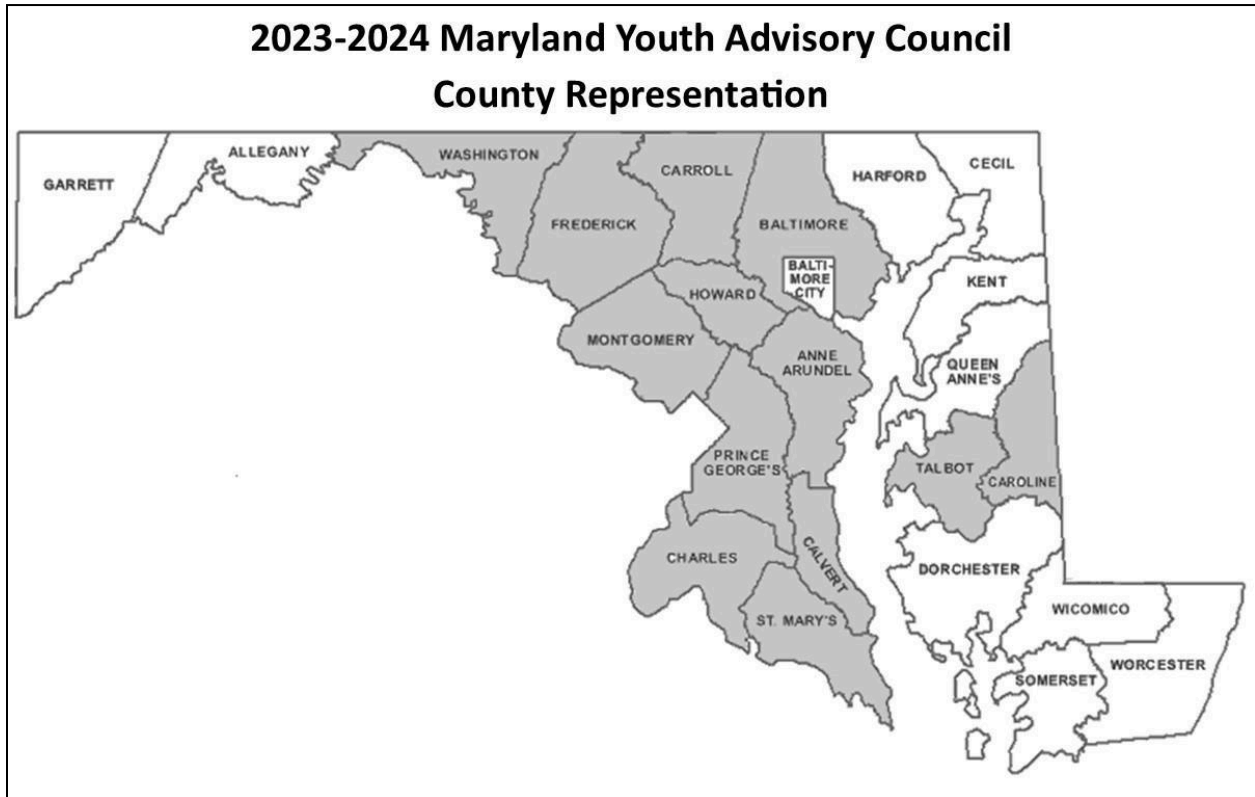 2023-2024 Maryland Youth Advisory Council
County Representation
GARRETT
ALLEGANY
WASHINGTON
FREDERICK
CARROLL
BALTIMORE
BALTI-
MORE
CITY
HARFORD
CECIL
KENT
HOWARD
MONTGOMERY
ANNE
ARUNDEL
QUEEN
ANNE'S
PRINCE
GEORGE'S
TALBOT
CAROLINE
CHARLES
CALVERT
ST. MARY'S
DORCHESTER
WICOMICO
SOMERSET
WORCESTER